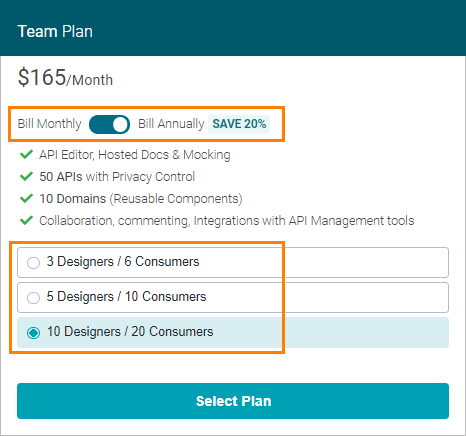 Team Plan
$165/Month
Bill Monthly Bill Annually SAVE 20%
API Editor, Hosted Docs & Mocking
50 APIs with Privacy Control
10 Domains (Reusable Components)
Collaboration, commenting, Integrations with API Management tools
3 Designers / 6 Consumers
5 Designers / 10 Consumers
10 Designers / 20 Consumers
Select Plan